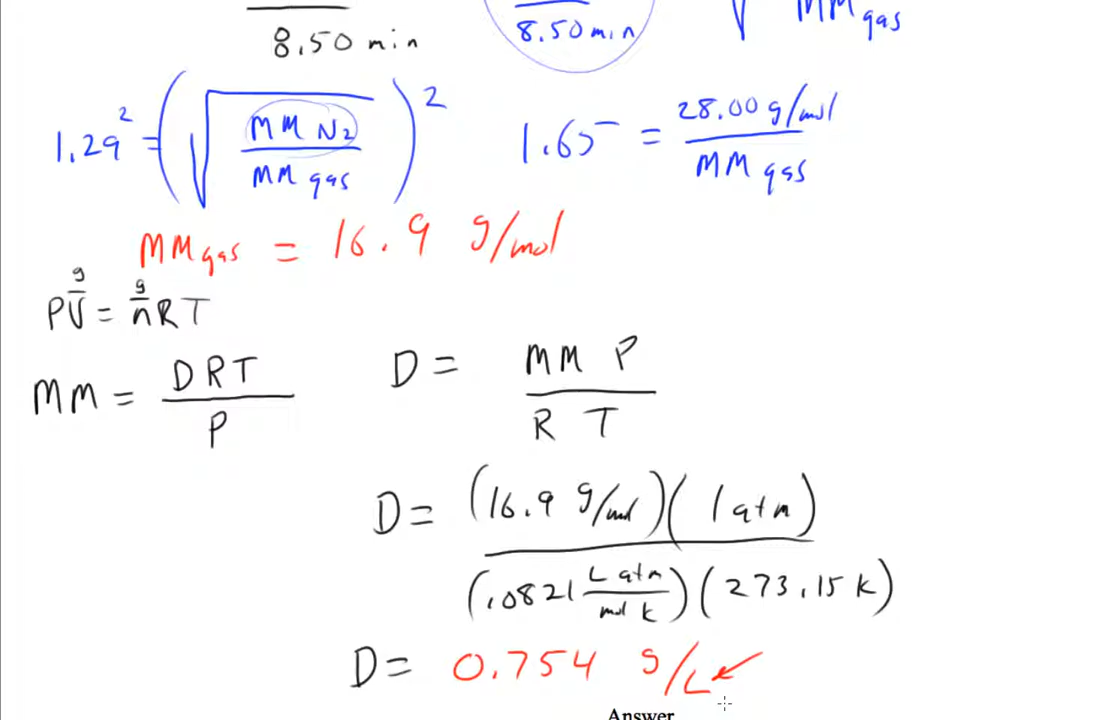 8.50 min
8.50 min
√ MM gas
1.29² = (√(MM N₂ / MM gas))²
1.65 = 28.00 g/mol / MM gas
MM gas = 16.9 g/mol
P g/V = g/n RT
MM = DRT / P
D = MM P / R T
D = (16.9 g/mol)(1 atm) / (.0821 L atm / mol K)(273.15 K)
D = 0.754 g/L
Answer